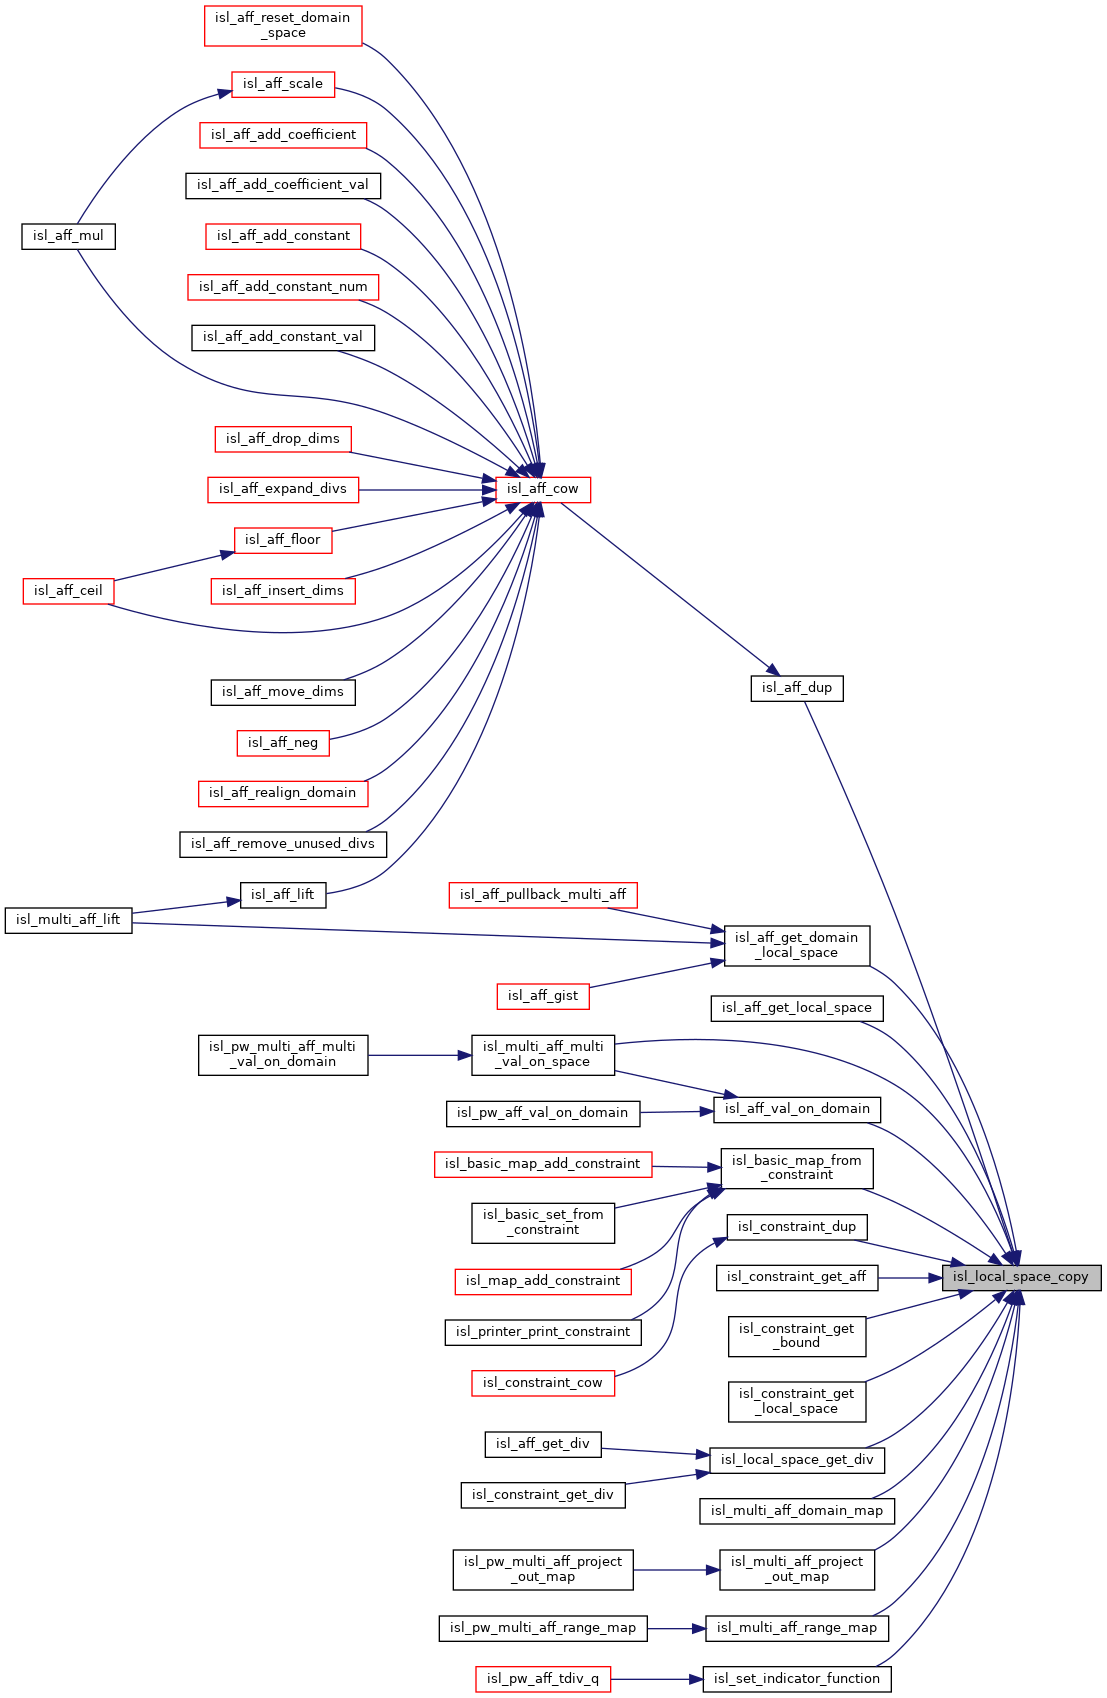 isl_aff_reset_domain
_space
isl_aff_scale
isl_aff_add_coefficient
isl_aff_add_coefficient_val
isl_aff_mul
isl_aff_add_constant
isl_aff_add_constant_num
isl_aff_add_constant_val
isl_aff_drop_dims
isl_aff_expand_divs
isl_aff_cow
isl_aff_floor
isl_aff_ceil
isl_aff_insert_dims
isl_aff_move_dims
isl_aff_dup
isl_aff_neg
isl_aff_realign_domain
isl_aff_remove_unused_divs
isl_aff_lift
isl_multi_aff_lift
isl_aff_pullback_multi_aff
isl_aff_get_domain
_local_space
isl_aff_gist
isl_aff_get_local_space
isl_pw_multi_aff_multi
_val_on_domain
isl_multi_aff_multi
_val_on_space
isl_pw_aff_val_on_domain
isl_aff_val_on_domain
isl_basic_map_add_constraint
isl_basic_map_from
_constraint
isl_basic_set_from
_constraint
isl_constraint_dup
isl_map_add_constraint
isl_constraint_get_aff
isl_local_space_copy
isl_printer_print_constraint
isl_constraint_get
_bound
isl_constraint_cow
isl_constraint_get
_local_space
isl_aff_get_div
isl_local_space_get_div
isl_constraint_get_div
isl_multi_aff_domain_map
isl_pw_multi_aff_project
_out_map
isl_multi_aff_project
_out_map
isl_pw_multi_aff_range_map
isl_multi_aff_range_map
isl_pw_aff_tdiv_q
isl_set_indicator_function